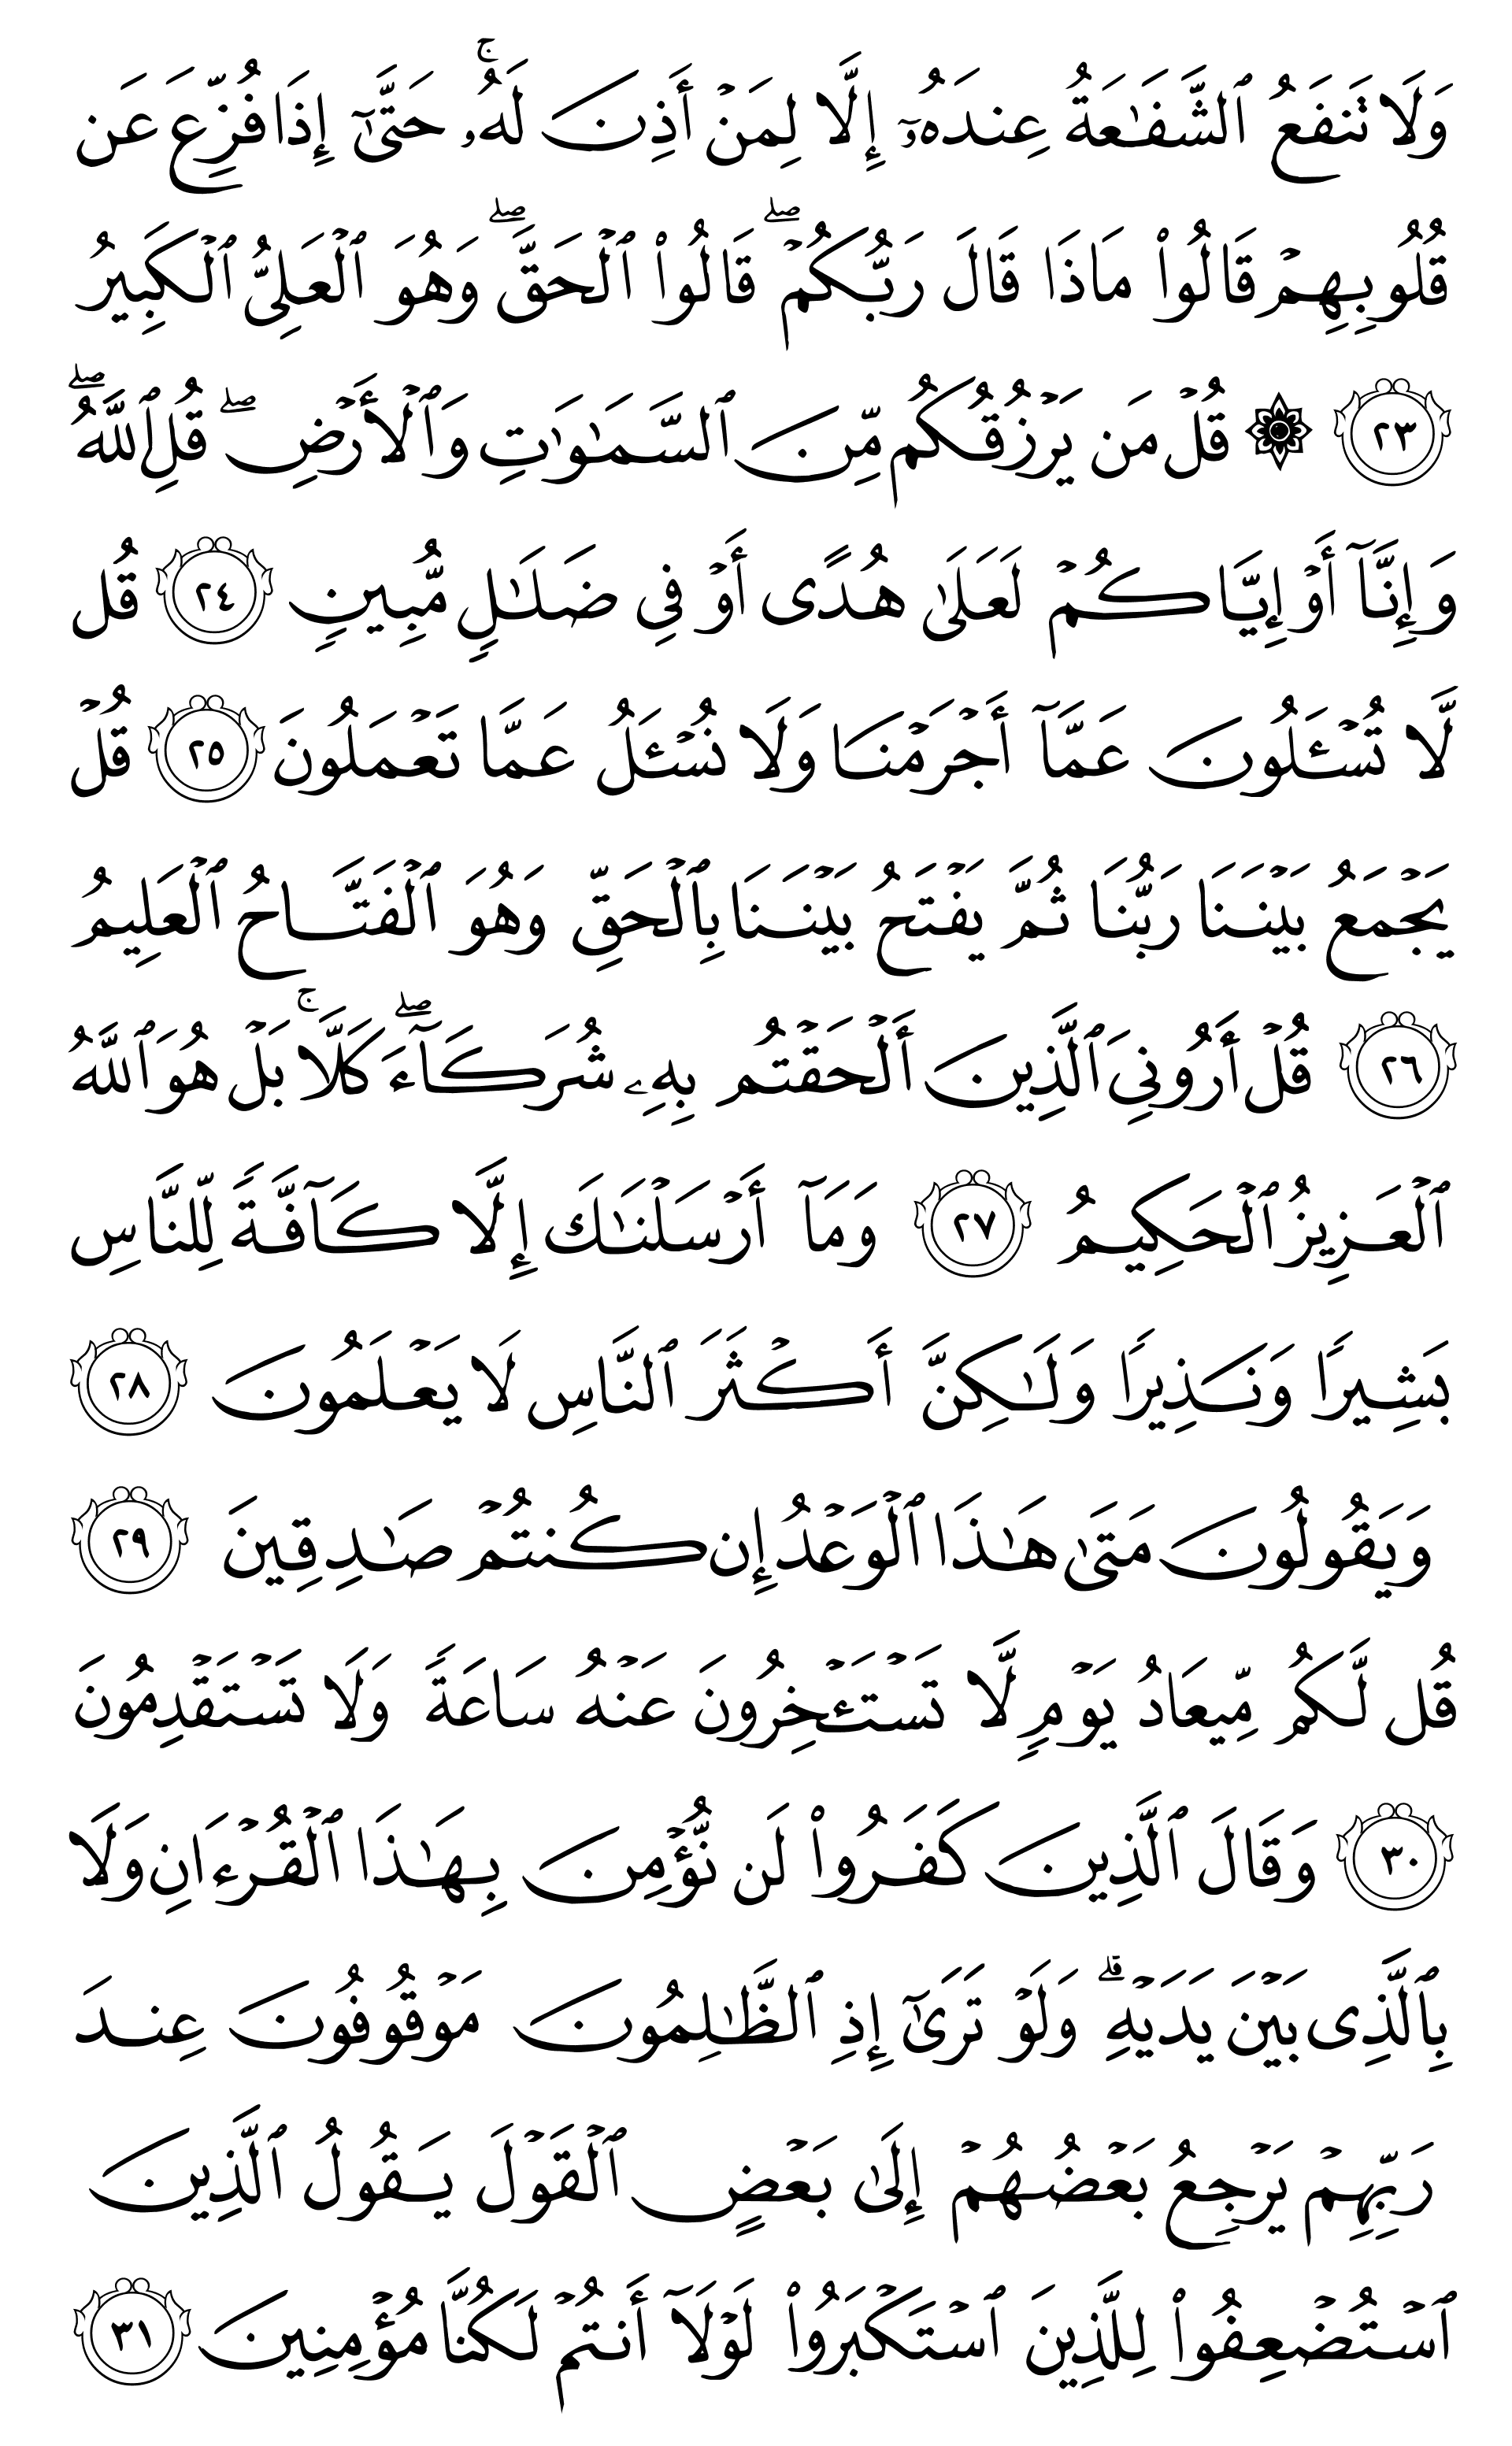 وَلَا تَنفَعُ ٱلشَّفَـٰعَةُ عِندَهُۥٓ إِلَّا لِمَنۡ أَذِنَ لَهُۥۚ حَتَّىٰٓ إِذَا فُزِّعَ عَن
قُلُوبِهِمۡ قَالُوا۟ مَاذَا قَالَ رَبُّكُمۡۖ قَالُوا۟ ٱلۡحَقَّۖ وَهُوَ ٱلۡعَلِىُّ ٱلۡكَبِيرُ
٢٣ ۞ قُلۡ مَن يَرۡزُقُكُم مِّنَ ٱلسَّمَـٰوَٰتِ وَٱلۡأَرۡضِۖ قُلِ ٱللَّهُۖ
وَإِنَّآ أَوۡ إِيَّاكُمۡ لَعَلَىٰ هُدًى أَوۡ فِى ضَلَـٰلٍ مُّبِينٍ ٢٤ قُل
لَّا تُسۡـَٔلُونَ عَمَّآ أَجۡرَمۡنَا وَلَا نُسۡـَٔلُ عَمَّا تَعۡمَلُونَ ٢٥ قُلۡ
يَجۡمَعُ بَيۡنَنَا رَبُّنَا ثُمَّ يَفۡتَحُ بَيۡنَنَا بِٱلۡحَقِّ وَهُوَ ٱلۡفَتَّاحُ ٱلۡعَلِيمُ
٢٦ قُلۡ أَرُونِىَ ٱلَّذِينَ أَلۡحَقۡتُم بِهِۦ شُرَكَآءَۖ كَلَّاۚ بَلۡ هُوَ ٱللَّهُ
ٱلۡعَزِيزُ ٱلۡحَكِيمُ ٢٧ وَمَآ أَرۡسَلۡنَـٰكَ إِلَّا كَآفَّةً لِّلنَّاسِ
بَشِيرًا وَنَذِيرًا وَلَـٰكِنَّ أَكۡثَرَ ٱلنَّاسِ لَا يَعۡلَمُونَ ٢٨
وَيَقُولُونَ مَتَىٰ هَـٰذَا ٱلۡوَعۡدُ إِن كُنتُمۡ صَـٰدِقِينَ ٢٩
قُل لَّكُم مِّيعَادُ يَوۡمٍ لَّا تَسۡتَـۡٔخِرُونَ عَنۡهُ سَاعَةً وَلَا تَسۡتَقۡدِمُونَ
٣٠ وَقَالَ ٱلَّذِينَ كَفَرُوا۟ لَن نُّؤۡمِنَ بِهَـٰذَا ٱلۡقُرۡءَانِ وَلَا
بِٱلَّذِى بَيۡنَ يَدَيۡهِۗ وَلَوۡ تَرَىٰٓ إِذِ ٱلظَّـٰلِمُونَ مَوۡقُوفُونَ عِندَ
رَبِّهِمۡ يَرۡجِعُ بَعۡضُهُمۡ إِلَىٰ بَعۡضٍ ٱلۡقَوۡلَ يَقُولُ ٱلَّذِينَ
ٱسۡتُضۡعِفُوا۟ لِلَّذِينَ ٱسۡتَكۡبَرُوا۟ لَوۡلَآ أَنتُمۡ لَكُنَّا مُؤۡمِنِينَ ٣١